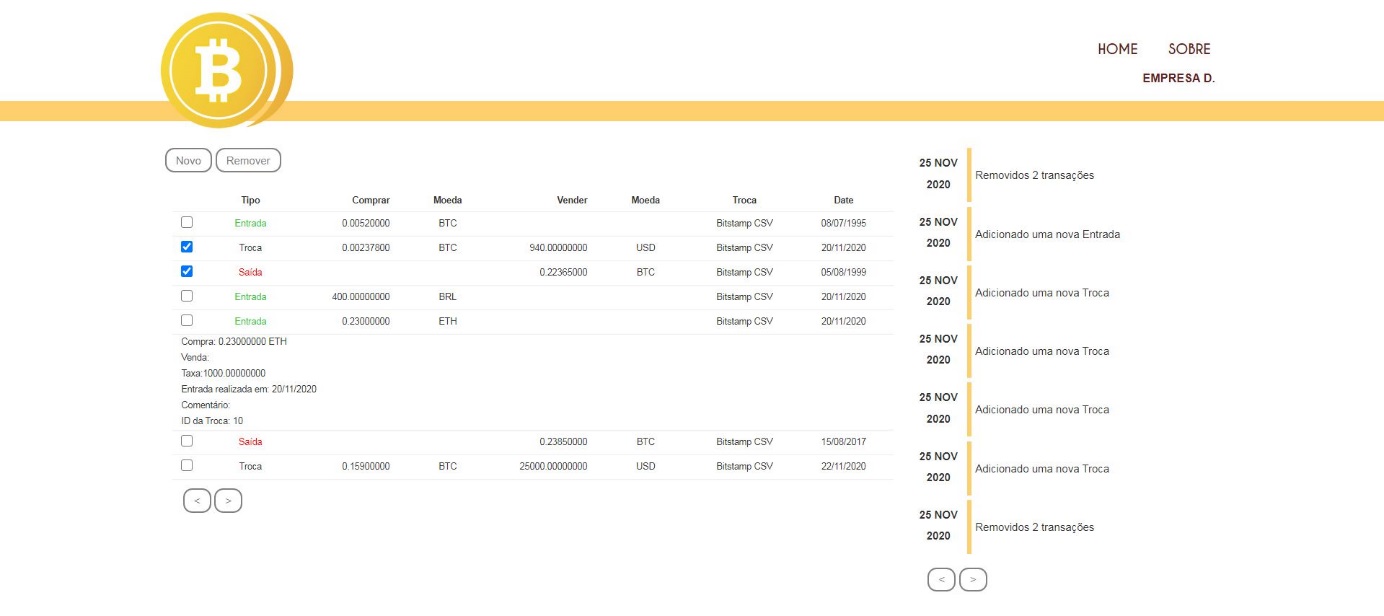 HOME SOBRE
EMPRESA D.
Novo Remover
Tipo Comprar Moeda Vender Moeda Troca Date
Entrada 0.00520000 BTC Bitstamp CSV 08/07/1995
Troca 0.00237800 BTC 940.00000000 USD Bitstamp CSV 20/11/2020
Saída 0.22365000 BTC Bitstamp CSV 05/08/1999
Entrada 400.00000000 BRL Bitstamp CSV 20/11/2020
Entrada 0.23000000 ETH Bitstamp CSV 20/11/2020
Compra: 0.23000000 ETH
Venda:
Taxa:1000.00000000
Entrada realizada em: 20/11/2020
Comentário:
ID da Troca: 10
Saída 0.23850000 BTC Bitstamp CSV 15/08/2017
Troca 0.15900000 BTC 25000.00000000 USD Bitstamp CSV 22/11/2020
< >
25 NOV
2020
Removidos 2 transações
25 NOV
2020
Adicionado uma nova Entrada
25 NOV
2020
Adicionado uma nova Troca
25 NOV
2020
Adicionado uma nova Troca
25 NOV
2020
Adicionado uma nova Troca
25 NOV
2020
Adicionado uma nova Troca
25 NOV
2020
Removidos 2 transações
< >